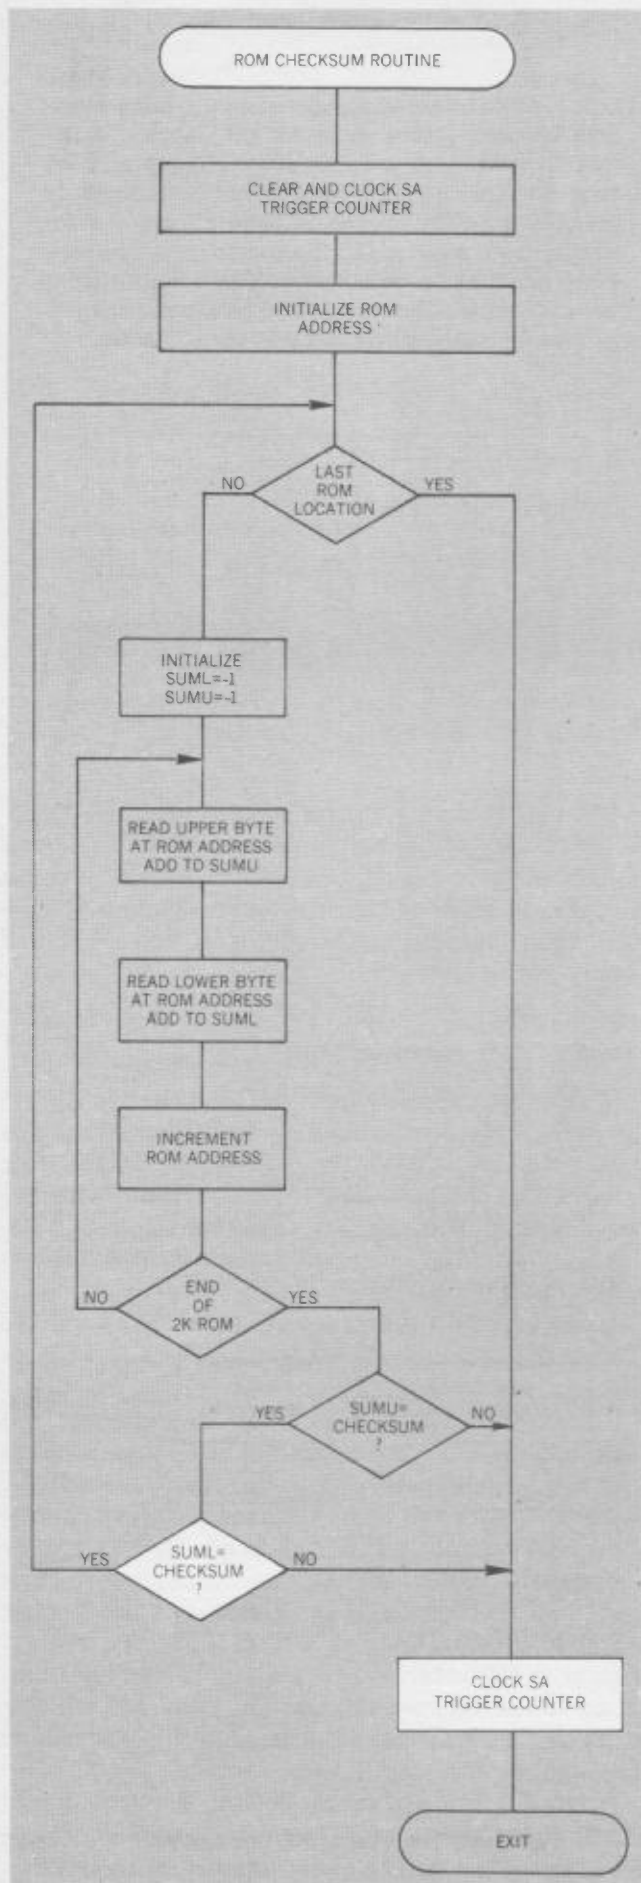 ROM CHECKSUM ROUTINE
CLEAR AND CLOCK SA
TRIGGER COUNTER
INITIALIZE ROM
ADDRESS
NO
LAST
ROM
LOCATION
YES
INITIALIZE
SUML=-1
SUMU=-1
READ UPPER BYTE
AT ROM ADDRESS
ADD TO SUMU
READ LOWER BYTE
AT ROM ADDRESS
ADD TO SUML
INCREMENT
ROM ADDRESS
NO
END
OF
2K ROM
YES
YES
SUMU=
CHECKSUM
?
NO
YES
SUML=
CHECKSUM
?
NO
CLOCK SA
TRIGGER COUNTER
EXIT